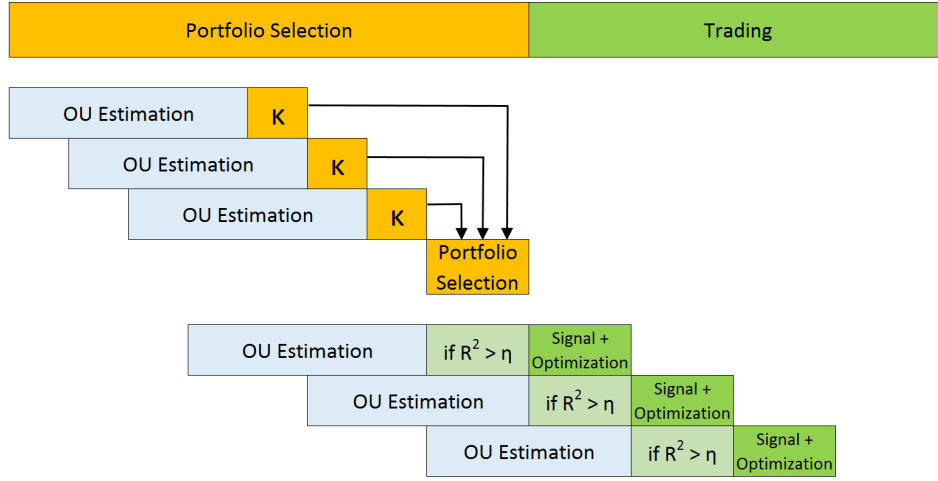 Portfolio Selection
Trading
OU Estimation
K
OU Estimation
K
OU Estimation
K
Portfolio
Selection
OU Estimation
if R² > η
Signal +
Optimization
OU Estimation
if R² > η
Signal +
Optimization
OU Estimation
if R² > η
Signal +
Optimization